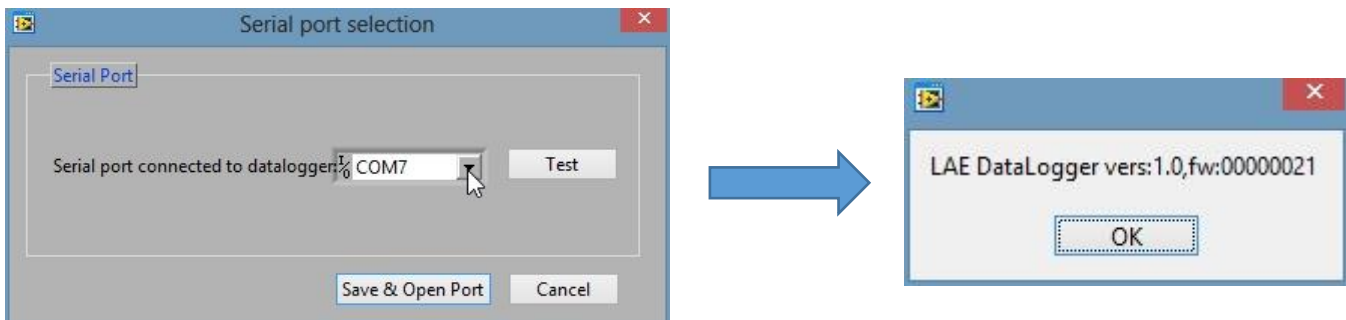 Serial port selection
Serial Port
Serial port connected to datalogger:
COM7
Test
Save & Open Port
Cancel
LAE DataLogger vers:1.0,fw:00000021
OK